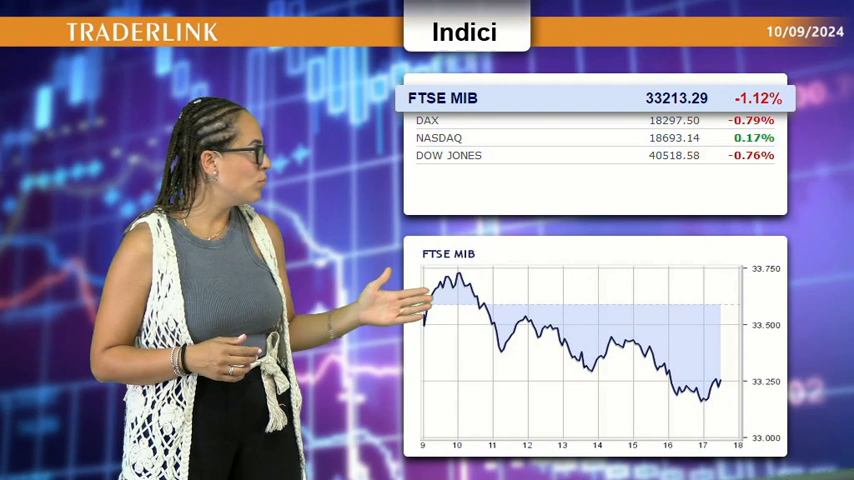 TRADERLINK
Indici
10/09/2024
FTSE MIB 33213.29 -1.12%
DAX 18297.50 -0.79%
NASDAQ 18693.14 0.17%
DOW JONES 40518.58 -0.76%
FTSE MIB
33.750
33.500
33.250
33.000
9 10 11 12 13 14 15 16 17 18